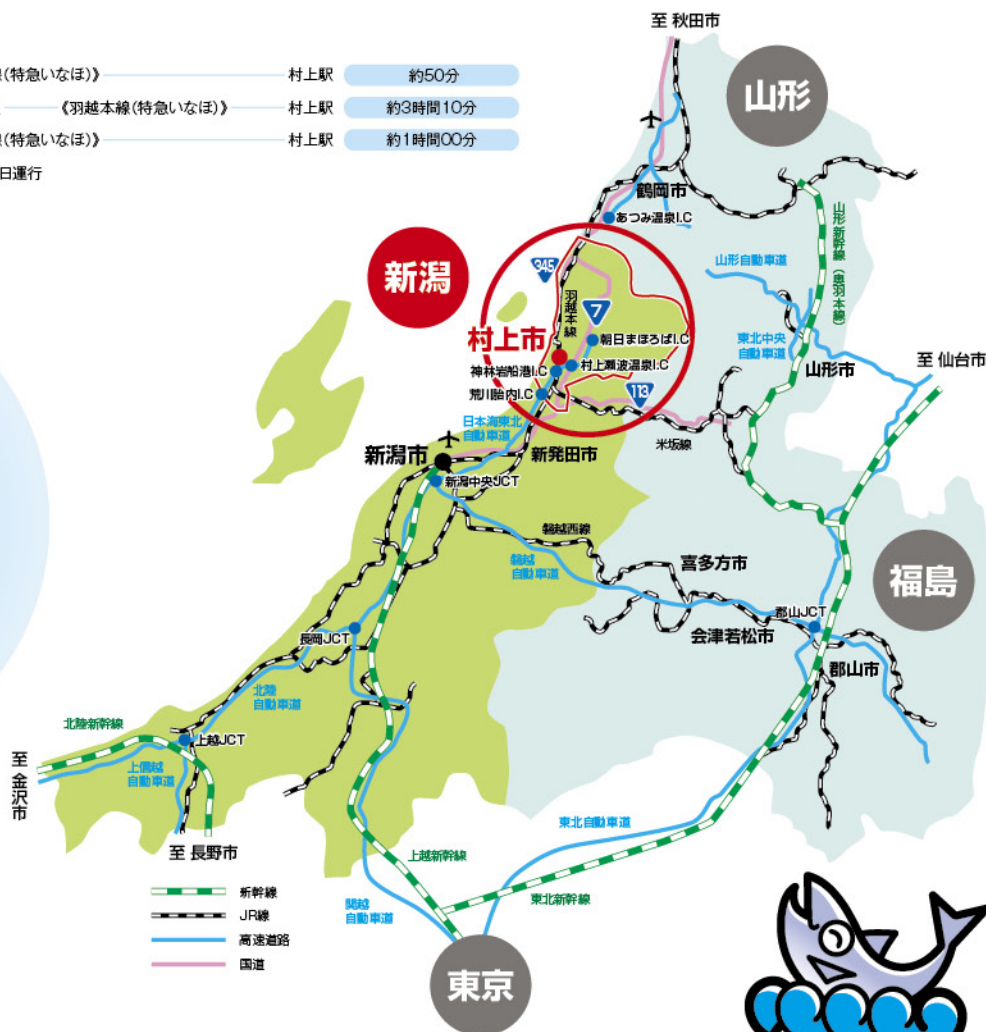 至 秋田市
線(特急いなほ)》 村上駅 約50分
《羽越本線(特急いなほ)》 村上駅 約3時間10分
線(特急いなほ)》 村上駅 約1時間00分
日運行
山形
鶴岡市
あつみ温泉I.C
新潟
345
羽越本線
7
山形新幹線(奥羽本線)
山形自動車道
村上市
朝日まほろばI.C
東北中央
自動車道
神林岩船港I.C
村上瀬波温泉I.C
山形市
至 仙台市
荒川胎内I.C
113
日本海東北
自動車道
米坂線
新潟市
新発田市
新潟中央JCT
磐越西線
磐越
自動車道
喜多方市
福島
郡山JCT
会津若松市
長岡JCT
郡山市
北陸
自動車道
北陸新幹線
上越JCT
至 金沢市
上信越
自動車道
東北自動車道
至 長野市
上越新幹線
新幹線
東北新幹線
JR線
関越
自動車道
高速道路
国道
東京